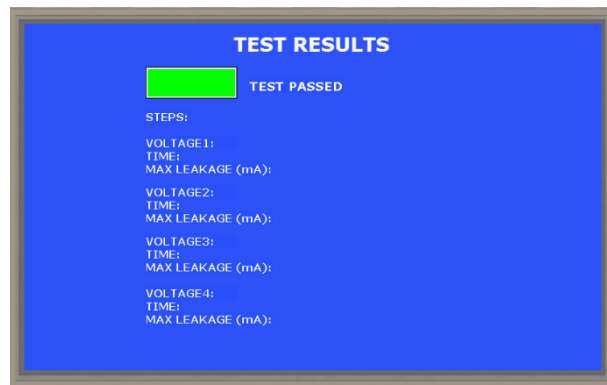 TEST RESULTS
TEST PASSED
STEPS:
VOLTAGE1:
TIME:
MAX LEAKAGE (mA):
VOLTAGE2:
TIME:
MAX LEAKAGE (mA):
VOLTAGE3:
TIME:
MAX LEAKAGE (mA):
VOLTAGE4:
TIME:
MAX LEAKAGE (mA):